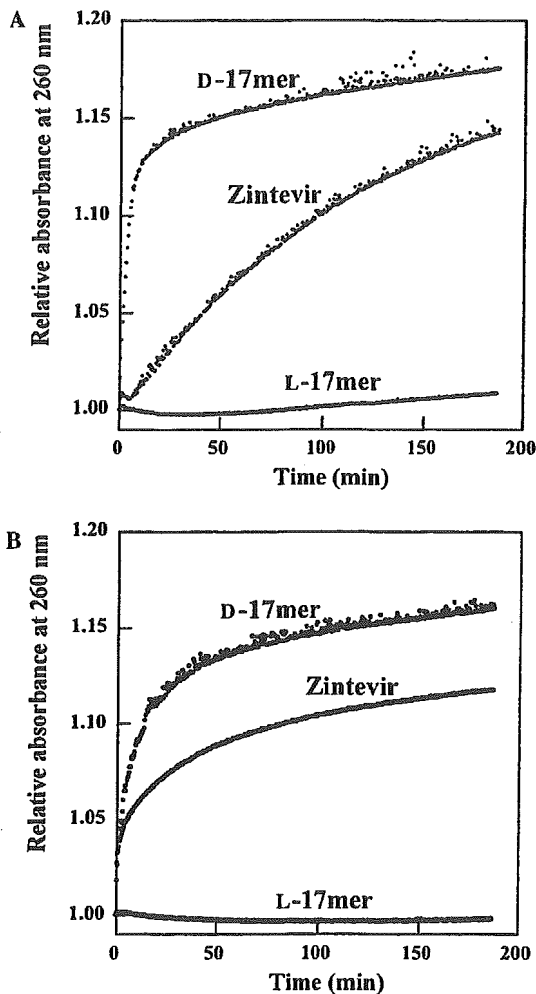 A
Relative absorbance at 260 nm
1.20
1.15
1.10
1.05
1.00
D-17mer
Zintevir
L-17mer
0 50 100 150 200
Time (min)
B
Relative absorbance at 260 nm
1.20
1.15
1.10
1.05
1.00
D-17mer
Zintevir
L-17mer
0 50 100 150 200
Time (min)